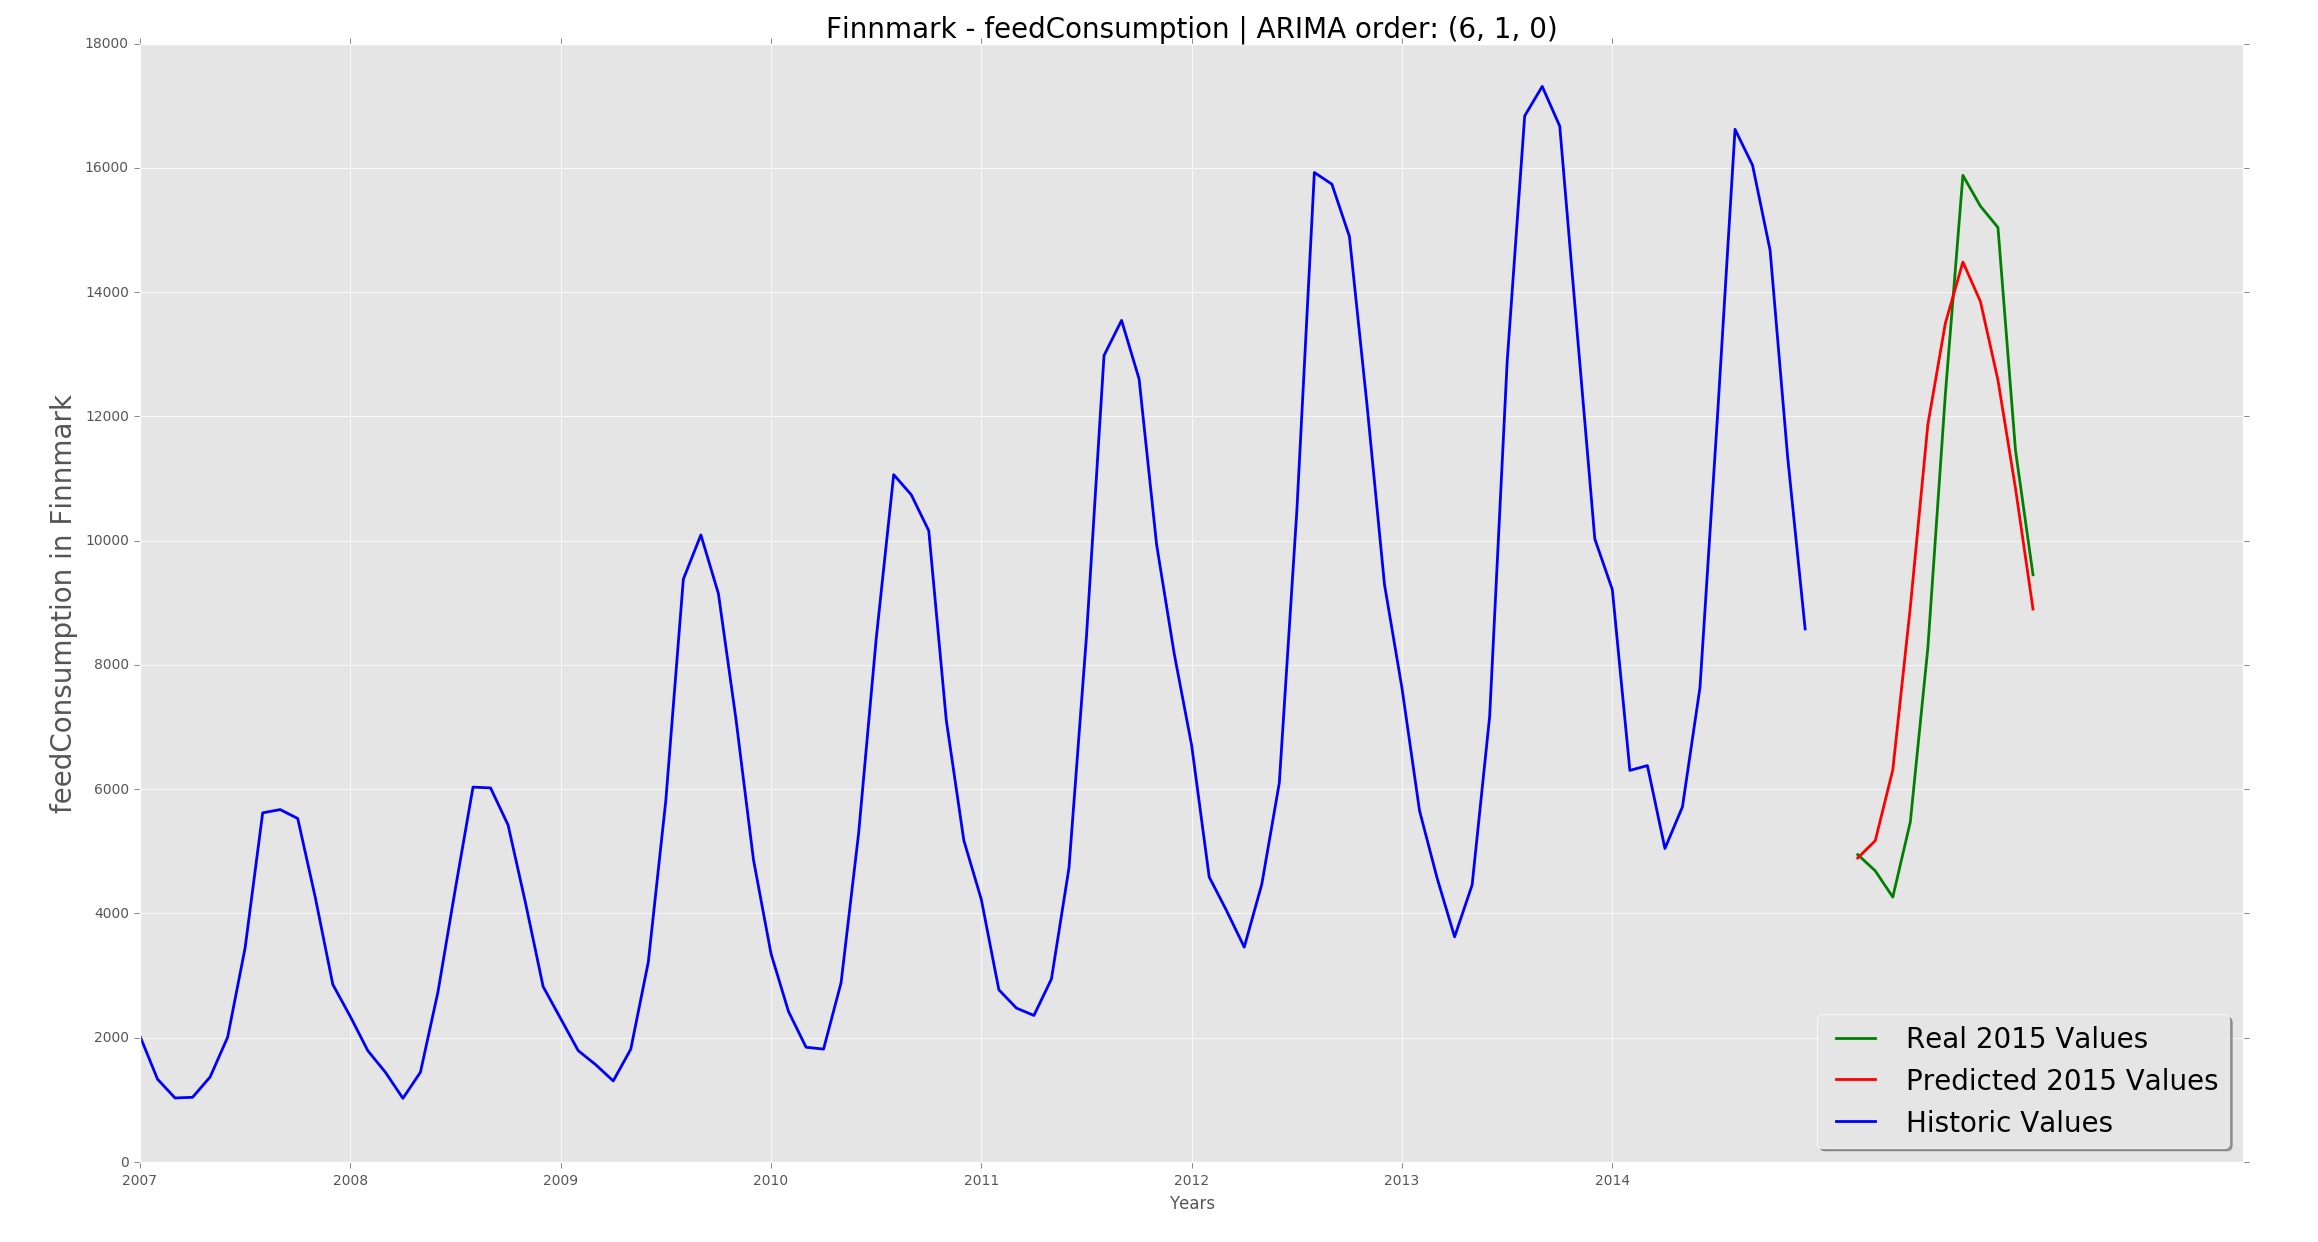 Finnmark - feedConsumption | ARIMA order: (6, 1, 0)
feedConsumption in Finnmark
18000
16000
14000
12000
10000
8000
6000
4000
2000
0
2007 2008 2009 2010 2011 2012 2013 2014
Years
Real 2015 Values
Predicted 2015 Values
Historic Values